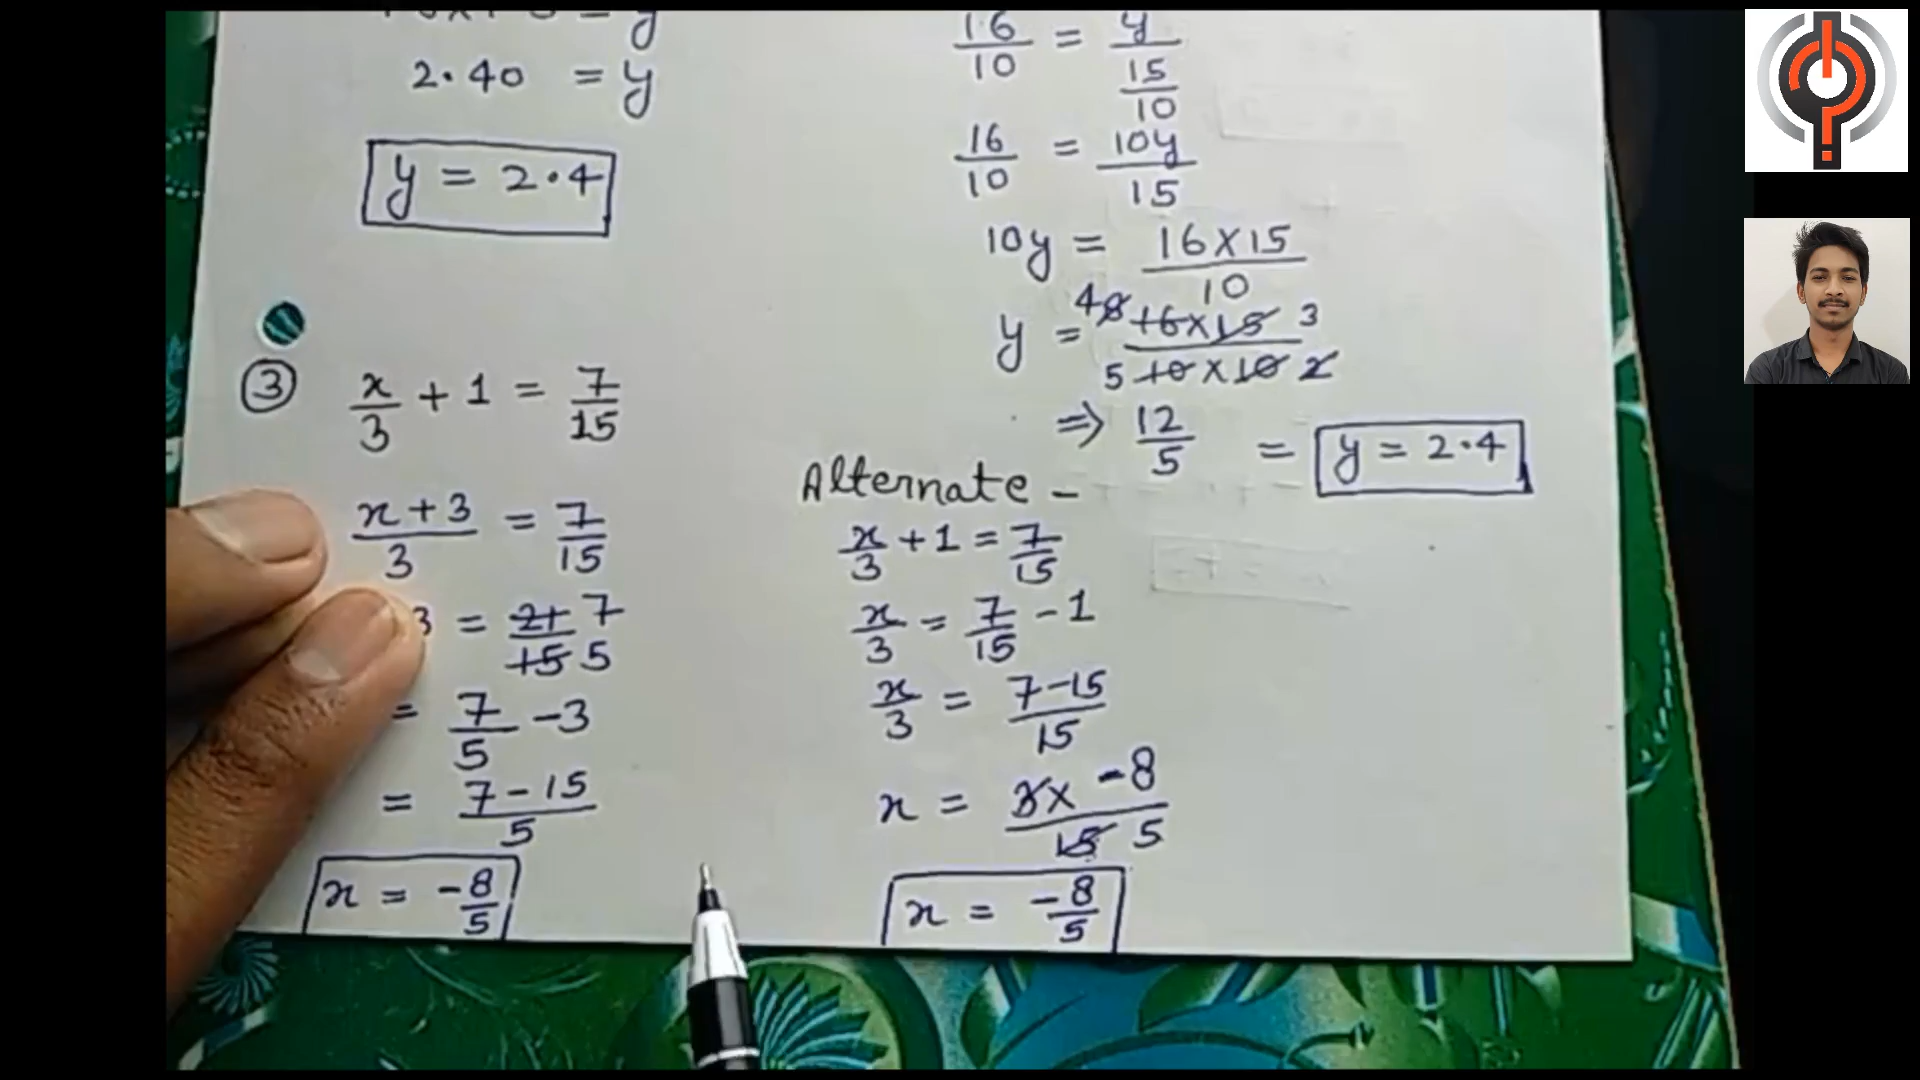 2.40 = y
y = 2.4
③ x/3 + 1 = 7/15
x+3/3 = 7/15
3 = 21/15 7/5
= 7/5 - 3
= 7-15/5
x = -8/5
16/10 = y/15/10
16/10 = 10y/15
10y = 16×15/10
y = 48 16×15 3/5 10×10 2
⇒ 12/5 = y = 2.4
Alternate -
x/3 + 1 = 7/15
x/3 = 7/15 - 1
x/3 = 7-15/15
x = 3× -8/15 5
x = -8/5